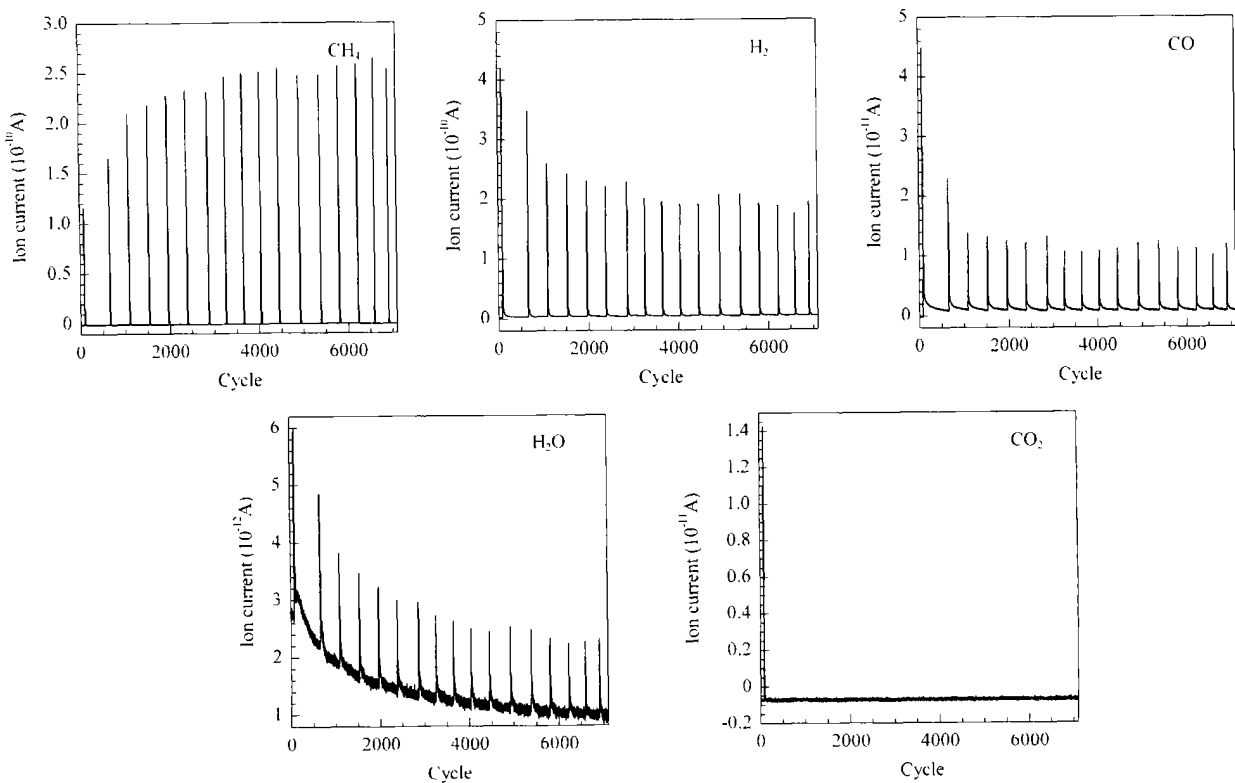 CH₄
Ion current (10⁻¹⁰A)
3.0
2.5
2.0
1.5
1.0
0.5
0
0 2000 4000 6000
Cycle
H₂
Ion current (10⁻¹⁰A)
5
4
3
2
1
0
0 2000 4000 6000
Cycle
CO
Ion current (10⁻¹¹A)
5
4
3
2
1
0
0 2000 4000 6000
Cycle
H₂O
Ion current (10⁻¹²A)
6
5
4
3
2
1
0 2000 4000 6000
Cycle
CO₂
Ion current (10⁻¹¹A)
1.4
1.2
1.0
0.8
0.6
0.4
0.2
0
-0.2
0 2000 4000 6000
Cycle